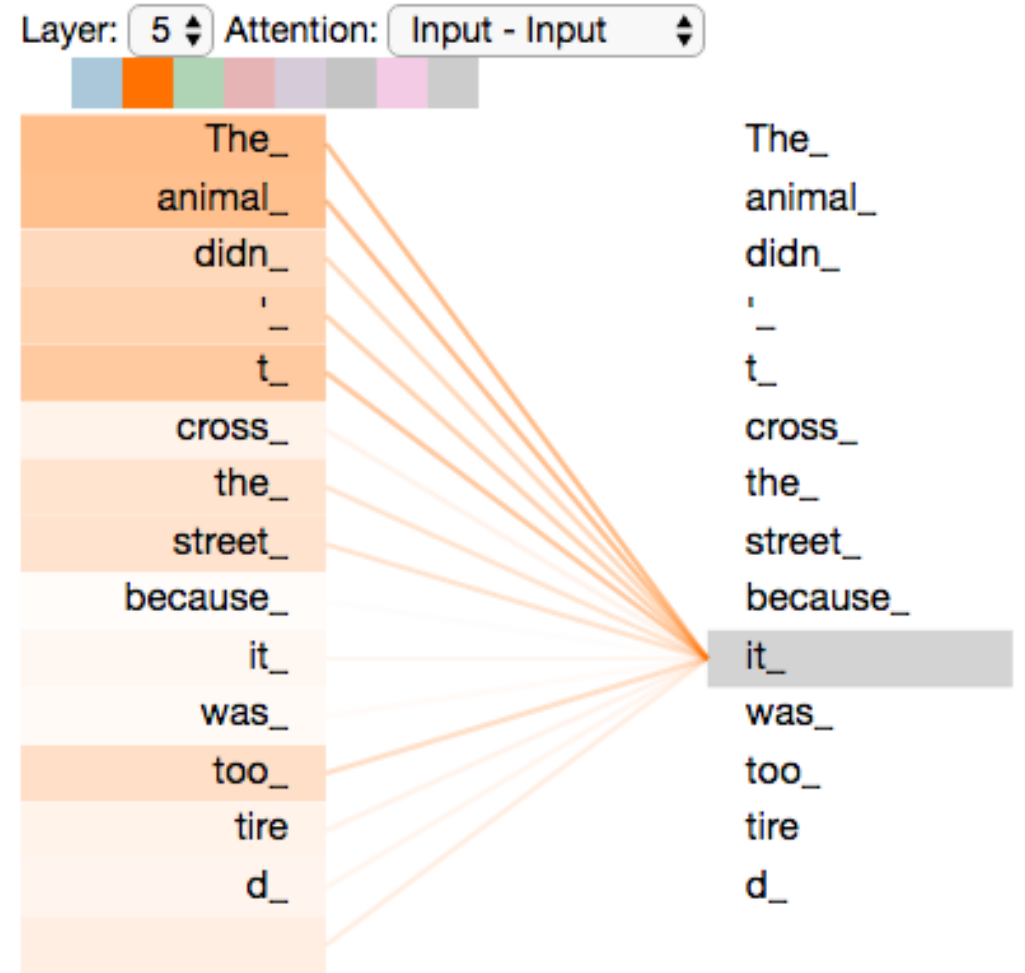 Layer: 5 Attention: Input - Input
The_ The_
animal_ animal_
didn_ didn_
'_ '_
t_ t_
cross_ cross_
the_ the_
street_ street_
because_ because_
it_ it_
was_ was_
too_ too_
tire tire
d_ d_